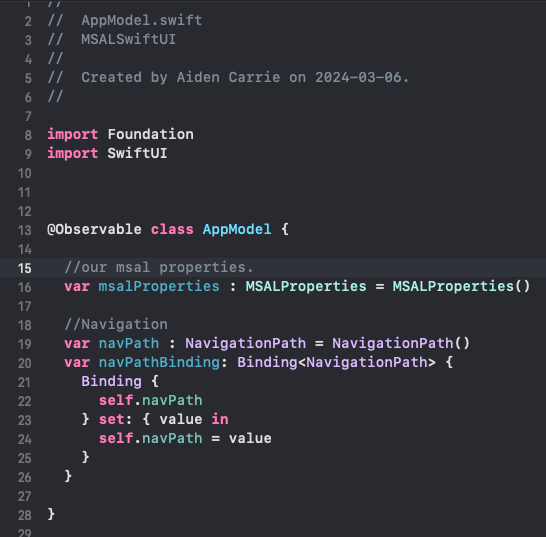 1 //
2 //  AppModel.swift
3 //  MSALSwiftUI
4 //
5 //  Created by Aiden Carrie on 2024-03-06.
6 //
7
8 import Foundation
9 import SwiftUI
10
11
12
13 @Observable class AppModel {
14
15   //our msal properties.
16   var msalProperties : MSALProperties = MSALProperties()
17
18   //Navigation
19   var navPath : NavigationPath = NavigationPath()
20   var navPathBinding: Binding<NavigationPath> {
21     Binding {
22       self.navPath
23     } set: { value in
24       self.navPath = value
25     }
26   }
27
28 }
29